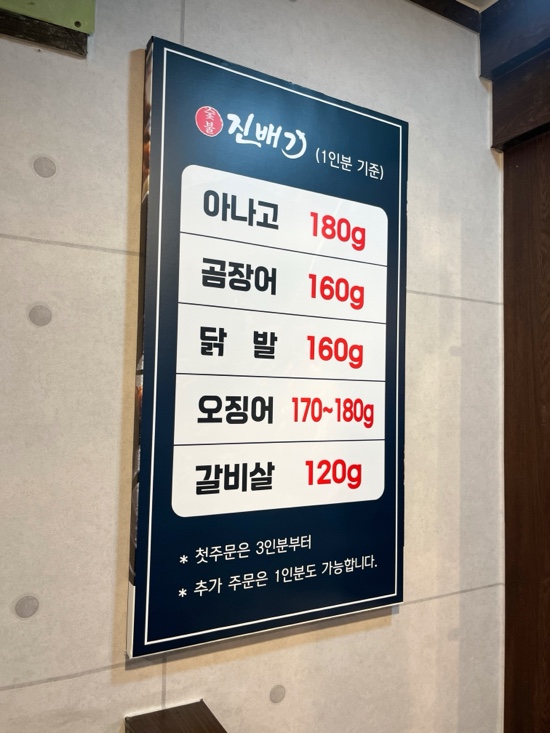 숯불 진배기 (1인분 기준)
아나고 180g
곰장어 160g
닭 발 160g
오징어 170~180g
갈비살 120g
* 첫주문은 3인분부터
* 추가 주문은 1인분도 가능합니다.